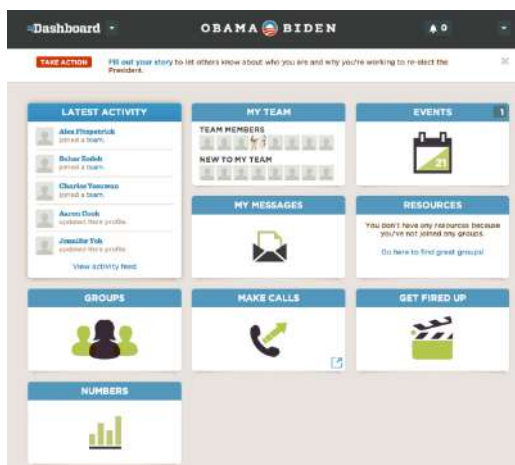 Dashboard
OBAMA BIDEN
0
TAKE ACTION
Fill out your story to let others know about who you are and why you're working to re-elect the
President.
LATEST ACTIVITY
Alex Fitzpatrick
joined a team.
joined a team.
Charles
joined a team.
Aaron Cook
updated their profile.
Jennifer Yeh
updated their profile.
View activity feed
MY TEAM
TEAM MEMBERS
NEW TO MY TEAM
EVENTS
1
21
MY MESSAGES
RESOURCES
You don't have any resources because
you've not joined any groups.
Go here to find great groups!
GROUPS
MAKE CALLS
GET FIRED UP
NUMBERS